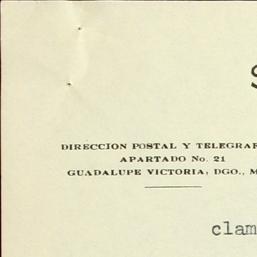 S
DIRECCION POSTAL Y TELEGRAF
APARTADO No. 21
GUADALUPE VICTORIA, DGO., M
clam